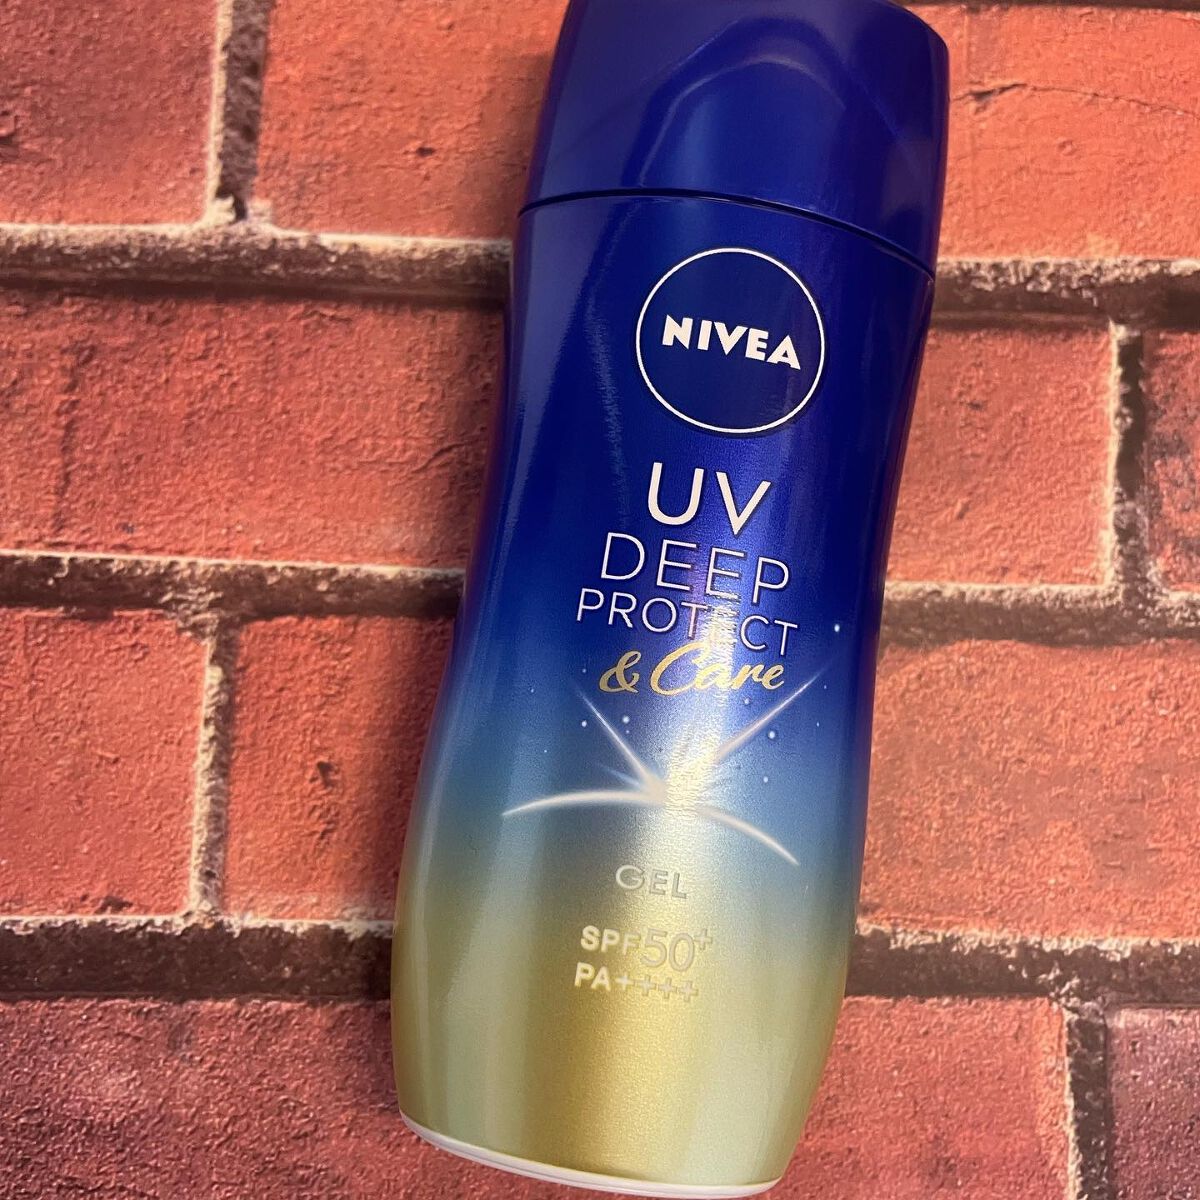 NIVEA
UV
DEEP
PROTECT
& Care
GEL
SPF50+
PA++++